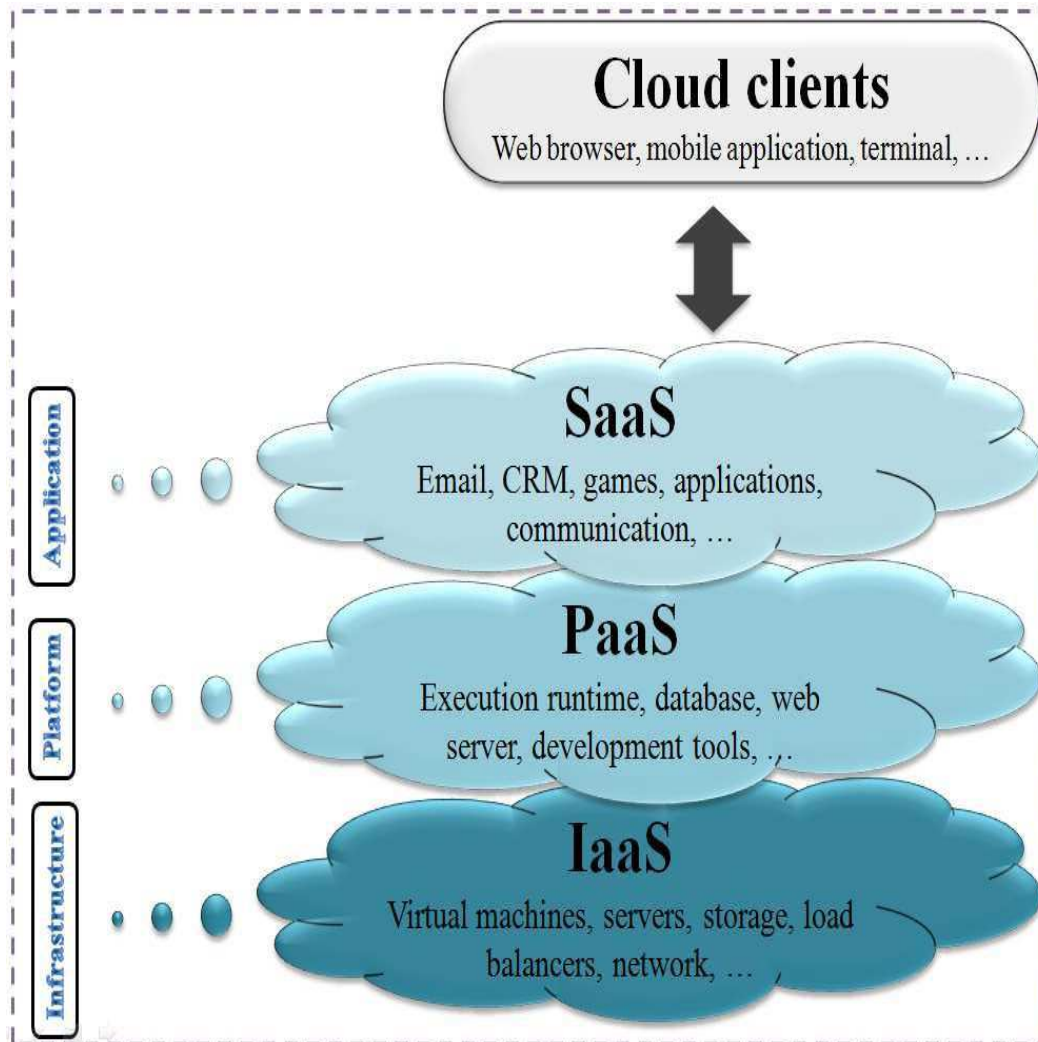 Cloud clients
Web browser, mobile application, terminal, …
Application
SaaS
Email, CRM, games, applications,
communication, …
Platform
PaaS
Execution runtime, database, web
server, development tools, …
Infrastructure
IaaS
Virtual machines, servers, storage, load
balancers, network, …